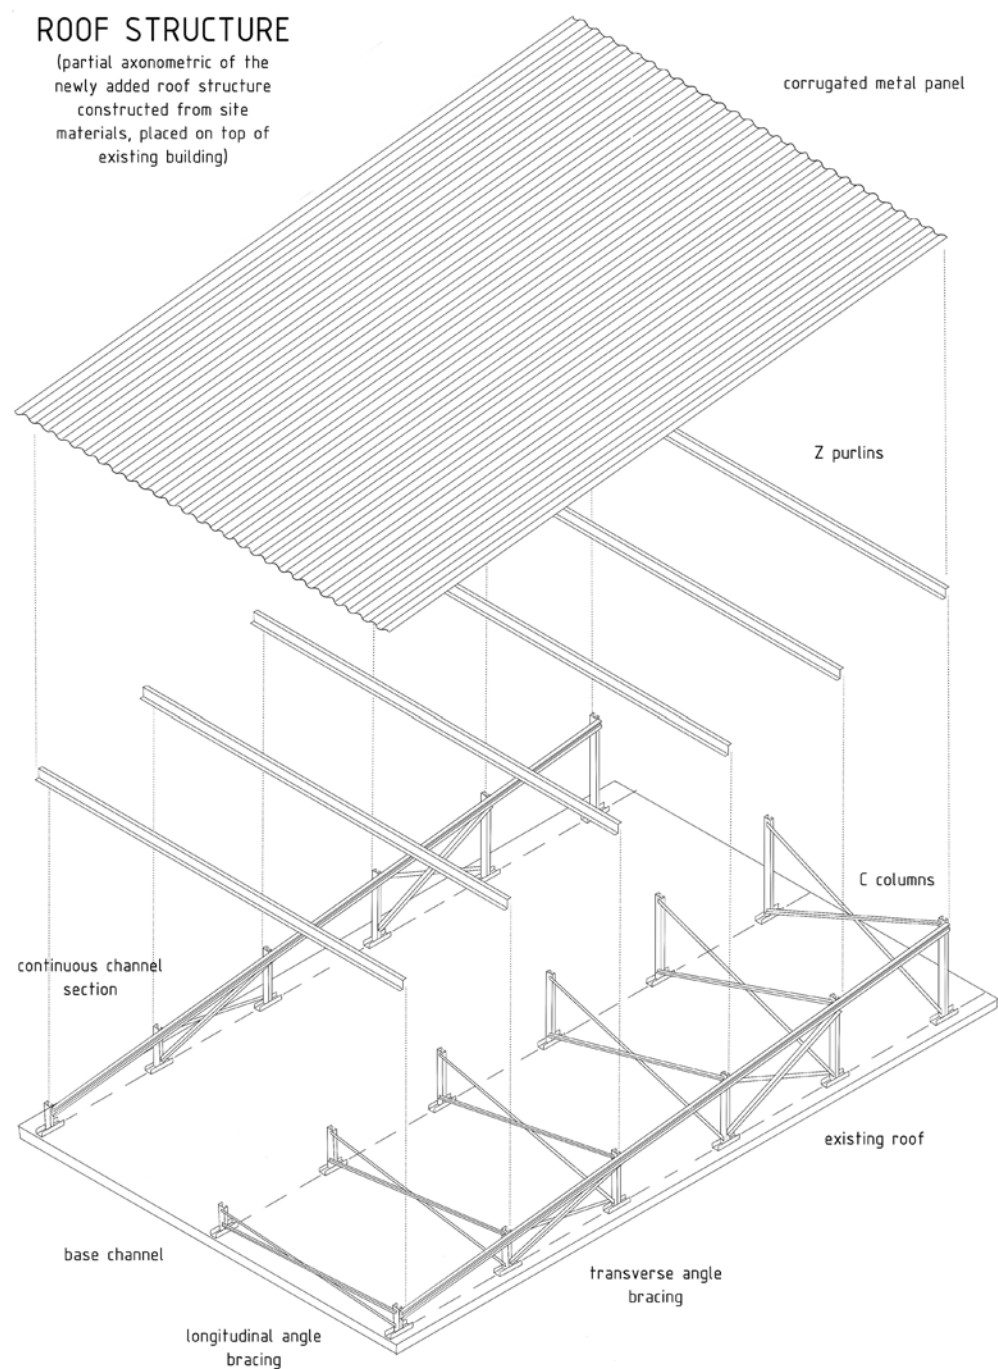 ROOF STRUCTURE
(partial axonometric of the
newly added roof structure
constructed from site
materials, placed on top of
existing building)
corrugated metal panel
Z purlins
C columns
continuous channel
section
existing roof
base channel
transverse angle
bracing
longitudinal angle
bracing